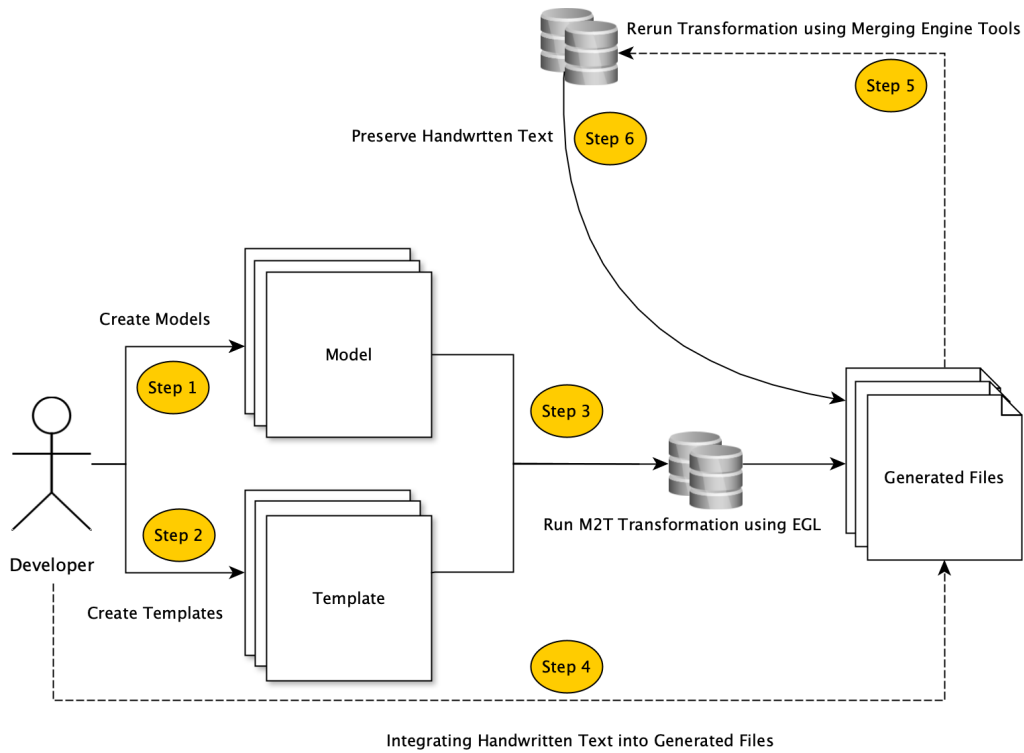 Rerun Transformation using Merging Engine Tools
Step 5
Preserve Handwrtten Text
Step 6
Create Models
Model
Step 1
Step 3
Generated Files
Run M2T Transformation using EGL
Step 2
Developer
Template
Create Templates
Step 4
Integrating Handwritten Text into Generated Files